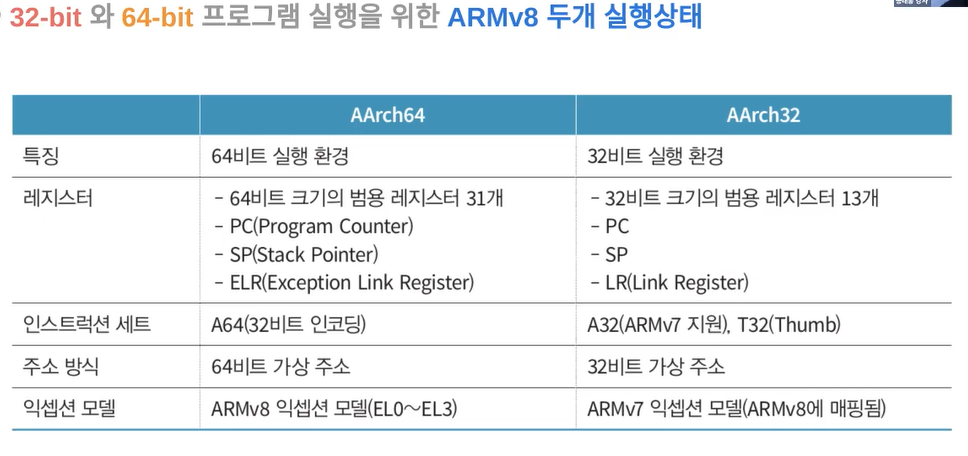 32-bit 와 64-bit 프로그램 실행을 위한 ARMv8 두개 실행상태
AArch64 AArch32
특징 64비트 실행 환경 32비트 실행 환경
레지스터 - 64비트 크기의 범용 레지스터 31개 - 32비트 크기의 범용 레지스터 13개
- PC(Program Counter) - PC
- SP(Stack Pointer) - SP
- ELR(Exception Link Register) - LR(Link Register)
인스트럭션 세트 A64(32비트 인코딩) A32(ARMv7 지원), T32(Thumb)
주소 방식 64비트 가상 주소 32비트 가상 주소
익셉션 모델 ARMv8 익셉션 모델(EL0~EL3) ARMv7 익셉션 모델(ARMv8에 매핑됨)